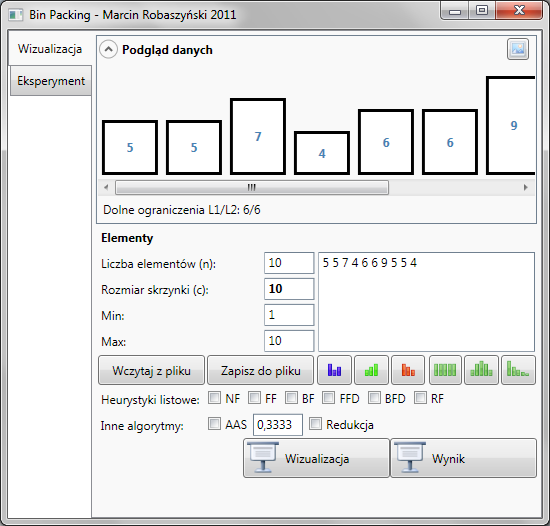 Bin Packing - Marcin Robaszyński 2011
Wizualizacja
Eksperyment
Podgląd danych
5 5 7 4 6 6 9
Dolne ograniczenia L1/L2: 6/6
Elementy
Liczba elementów (n): 10
5 5 7 4 6 6 9 5 5 4
Rozmiar skrzynki (c): 10
Min: 1
Max: 10
Wczytaj z pliku Zapisz do pliku
Heurystyki listowe: NF FF BF FFD BFD RF
Inne algorytmy: AAS 0,3333 Redukcja
Wizualizacja Wynik